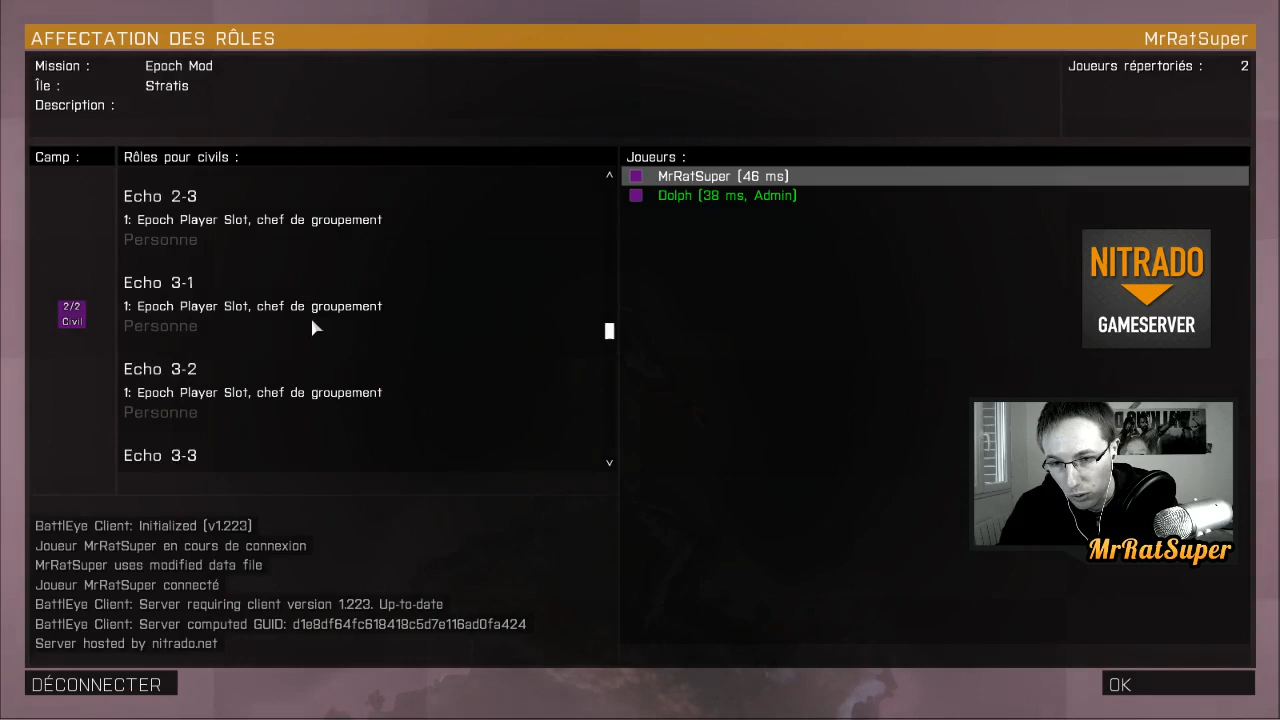 AFFECTATION DES RÔLES
MrRatSuper
Mission :
Epoch Mod
Joueurs répertoriés :
2
Île :
Stratis
Description :
Camp :
Rôles pour civils :
Joueurs :
MrRatSuper (46 ms)
Dolph (38 ms, Admin)
Echo 2-3
1: Epoch Player Slot, chef de groupement
Personne
Echo 3-1
1: Epoch Player Slot, chef de groupement
Personne
2/2
Civil
Echo 3-2
1: Epoch Player Slot, chef de groupement
Personne
Echo 3-3
NITRADO
GAMESERVER
MrRatSuper
BattlEye Client: Initialized (v1.223)
Joueur MrRatSuper en cours de connexion
MrRatSuper uses modified data file
Joueur MrRatSuper connecté
BattlEye Client: Server requiring client version 1.223. Up-to-date
BattlEye Client: Server computed GUID: d1e8df64fc618418c5d7e116ad0fa424
Server hosted by nitrado.net
DÉCONNECTER
OK